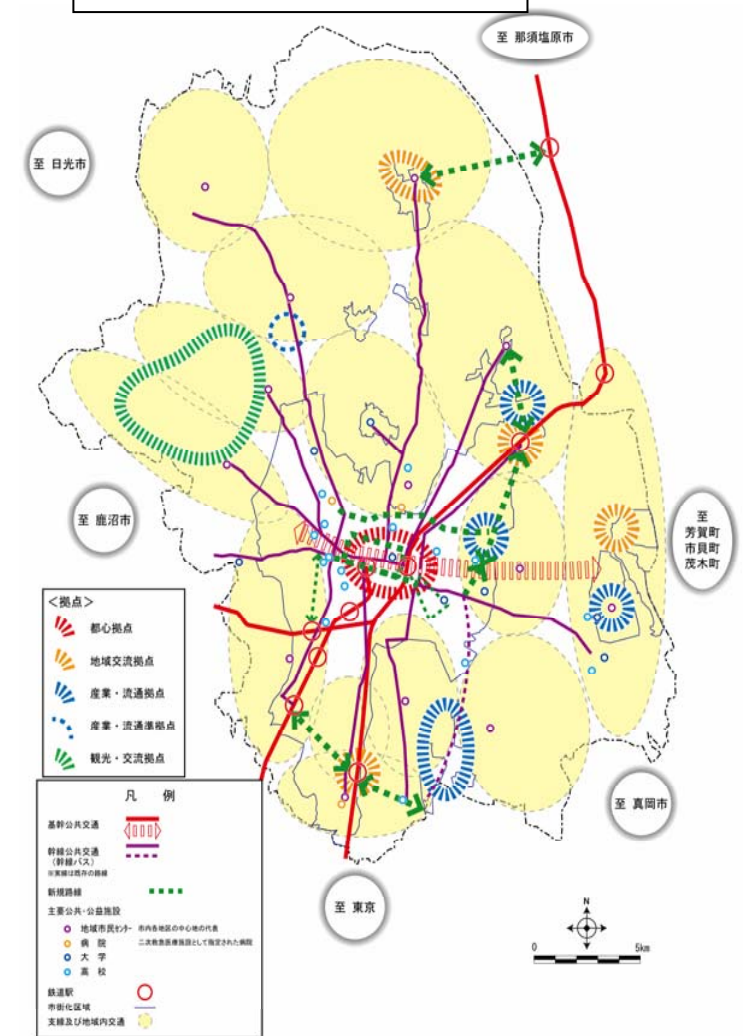 至 那須塩原市
至 日光市
至 鹿沼市
至
芳賀町
市貝町
茂木町
＜拠点＞
都心拠点
地域交流拠点
産業・流通拠点
産業・流通準拠点
観光・交流拠点
凡　例
基幹公共交通
幹線公共交通
（幹線バス）
※実線は既存の路線
新規路線
主要公共・公益施設
地域市民センター 市内各地区の中心地の代表
病　院 二次救急医療施設として指定された病院
大　学
高　校
鉄道駅
市街化区域
支線及び地域内交通
至 真岡市
至 東京
N
0 5km